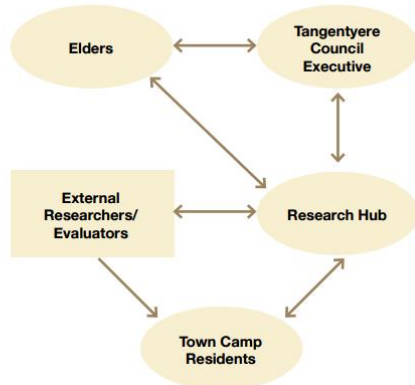 Elders
Tangentyere
Council
Executive
External
Researchers/
Evaluators
Research Hub
Town Camp
Residents